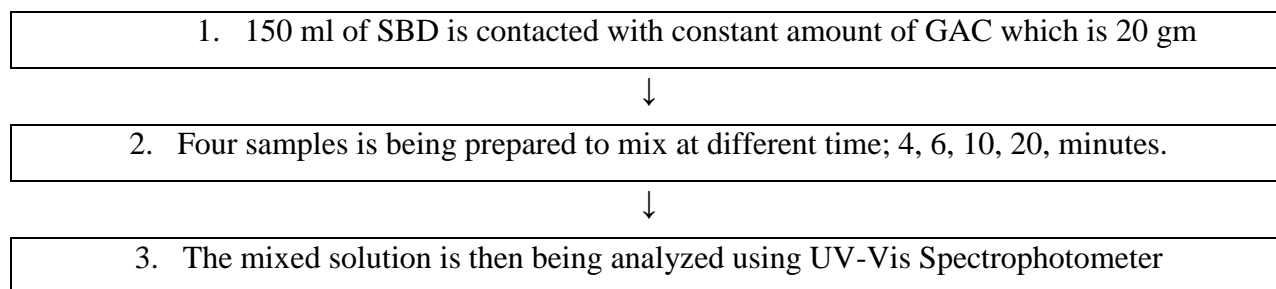 1. 150 ml of SBD is contacted with constant amount of GAC which is 20 gm
↓
2. Four samples is being prepared to mix at different time; 4, 6, 10, 20, minutes.
↓
3. The mixed solution is then being analyzed using UV-Vis Spectrophotometer